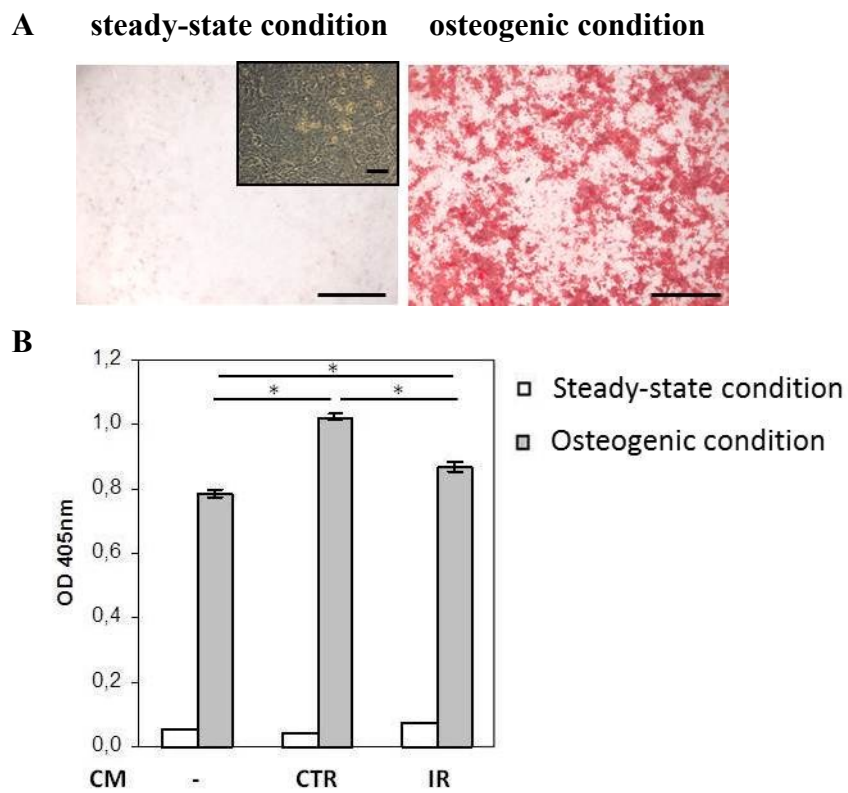 A steady-state condition osteogenic condition
B
1,2
1,0
0,8
0,6
0,4
0,2
0,0
OD 405nm
* 
* *
Steady-state condition
Osteogenic condition
CM - CTR IR